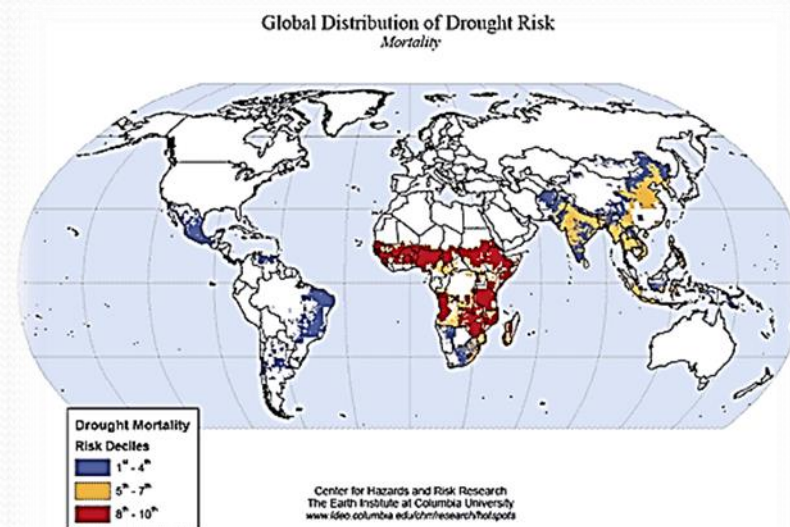 Global Distribution of Drought Risk
Mortality
Drought Mortality
Risk Deciles
1st - 4th
5th - 7th
8th - 10th
Center for Hazards and Risk Research
The Earth Institute at Columbia University
www.ldeo.columbia.edu/chrr/research/hotspots